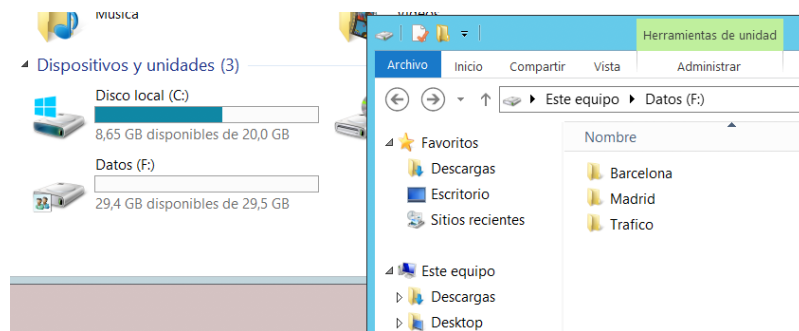 Música
Vídeos
Dispositivos y unidades (3)
Disco local (C:)
8,65 GB disponibles de 20,0 GB
Datos (F:)
29,4 GB disponibles de 29,5 GB
Herramientas de unidad
Archivo Inicio Compartir Vista Administrar
Este equipo Datos (F:)
Favoritos
Descargas
Escritorio
Sitios recientes
Este equipo
Descargas
Desktop
Nombre
Barcelona
Madrid
Trafico